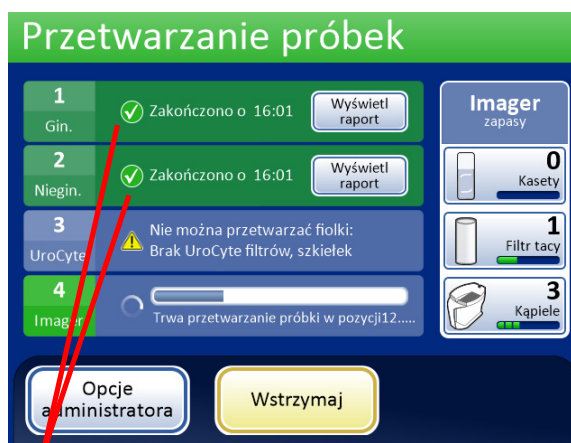 Przetwarzanie próbek
1
Gin.
Zakończono o 16:01
Wyświetl
raport
2
Niegin.
Zakończono o 16:01
Wyświetl
raport
3
UroCyte
Nie można przetwarzać fiolki:
Brak UroCyte filtrów, szkiełek
4
Imager
Trwa przetwarzanie próbki w pozycji12.....
Imager
zapasy
0
Kasety
1
Filtr tacy
3
Kąpiele
Opcje
administratora
Wstrzymaj